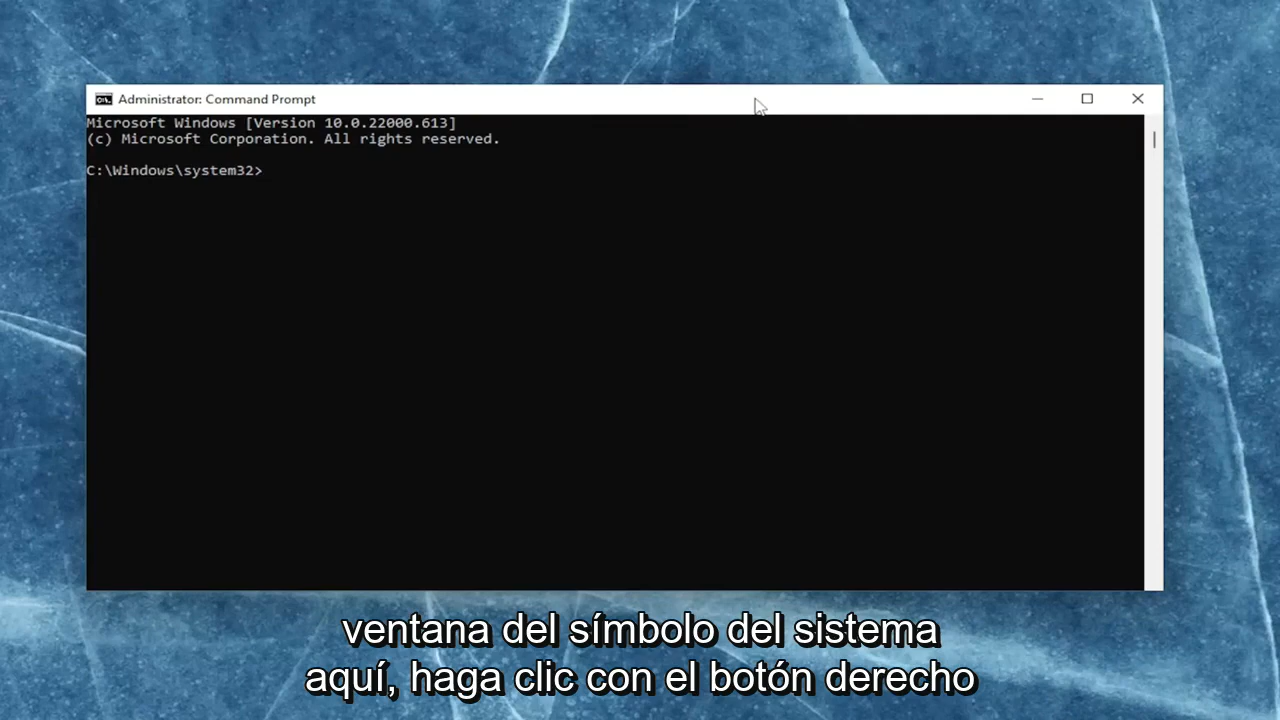 Administrator: Command Prompt
Microsoft Windows [Version 10.0.22000.613]
(c) Microsoft Corporation. All rights reserved.
C:\Windows\system32>
ventana del símbolo del sistema
aquí, haga clic con el botón derecho